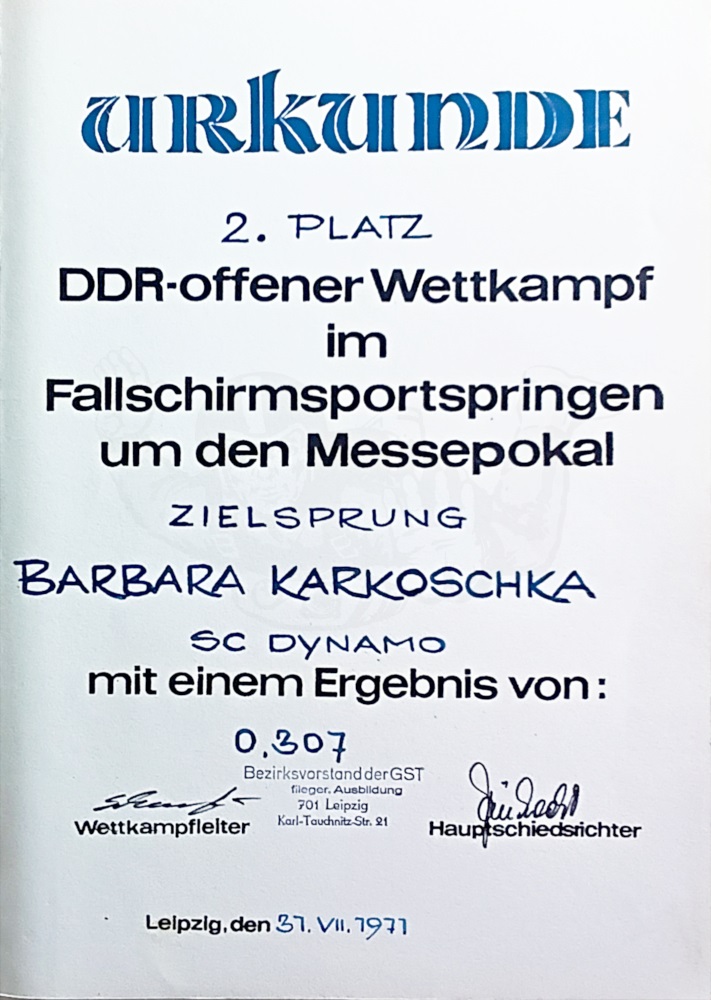 URKUNDE
2. PLATZ
DDR-offener Wettkampf
im
Fallschirmsportspringen
um den Messepokal
ZIELSPRUNG
BARBARA KARKOSCHKA
SC DYNAMO
mit einem Ergebnis von:
0,307
Bezirksvorstand der GST
flieger. Ausbildung
701 Leipzig
Karl-Tauchnitz-Str. 21
Wettkampfleiter
Hauptschiedsrichter
Leipzig, den 31. VII. 1971